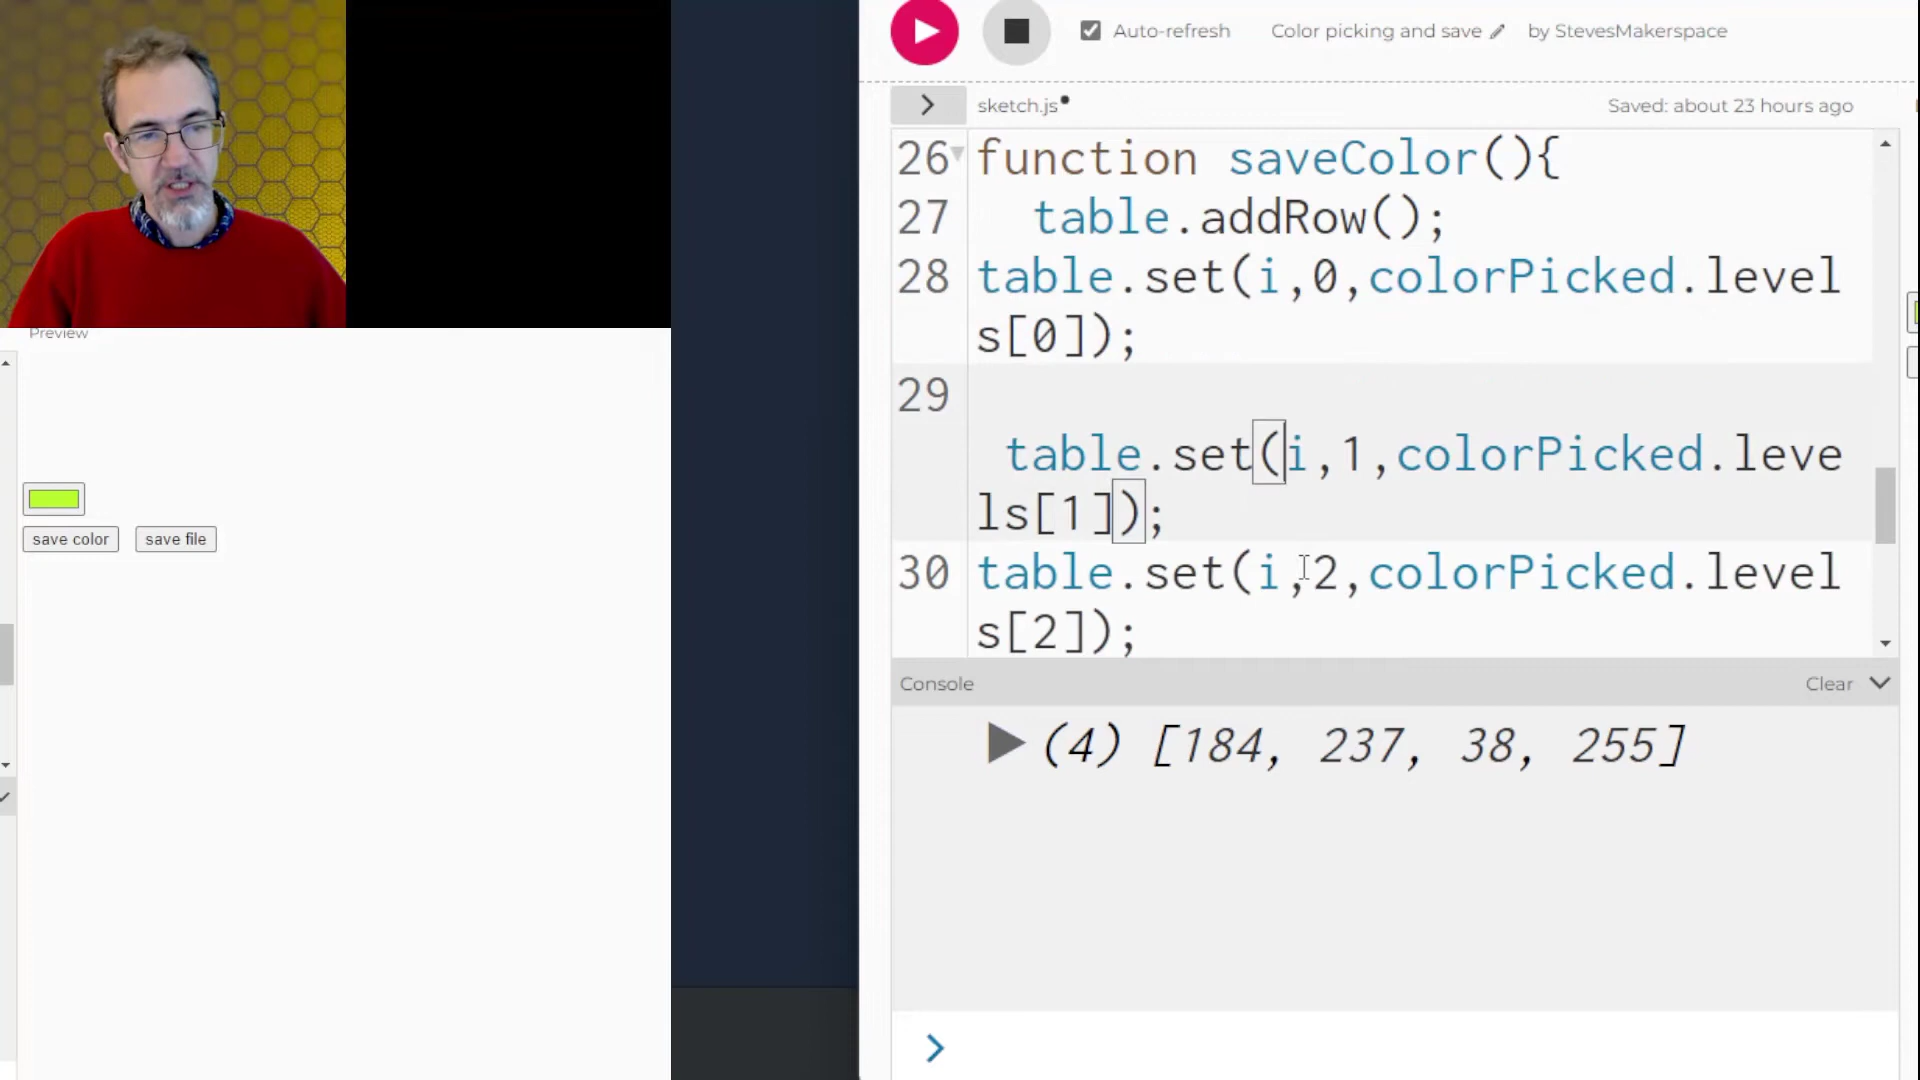 Auto-refresh
Color picking and save
by StevesMakerspace
sketch.js
Saved: about 23 hours ago
26 function saveColor(){
27 table.addRow();
28 table.set(i,0,colorPicked.level
s[0]);
29
table.set(i,1,colorPicked.leve
ls[1]);
30 table.set(i,2,colorPicked.level
s[2]);
Console
Clear
(4) [184, 237, 38, 255]
>
Preview
save color
save file